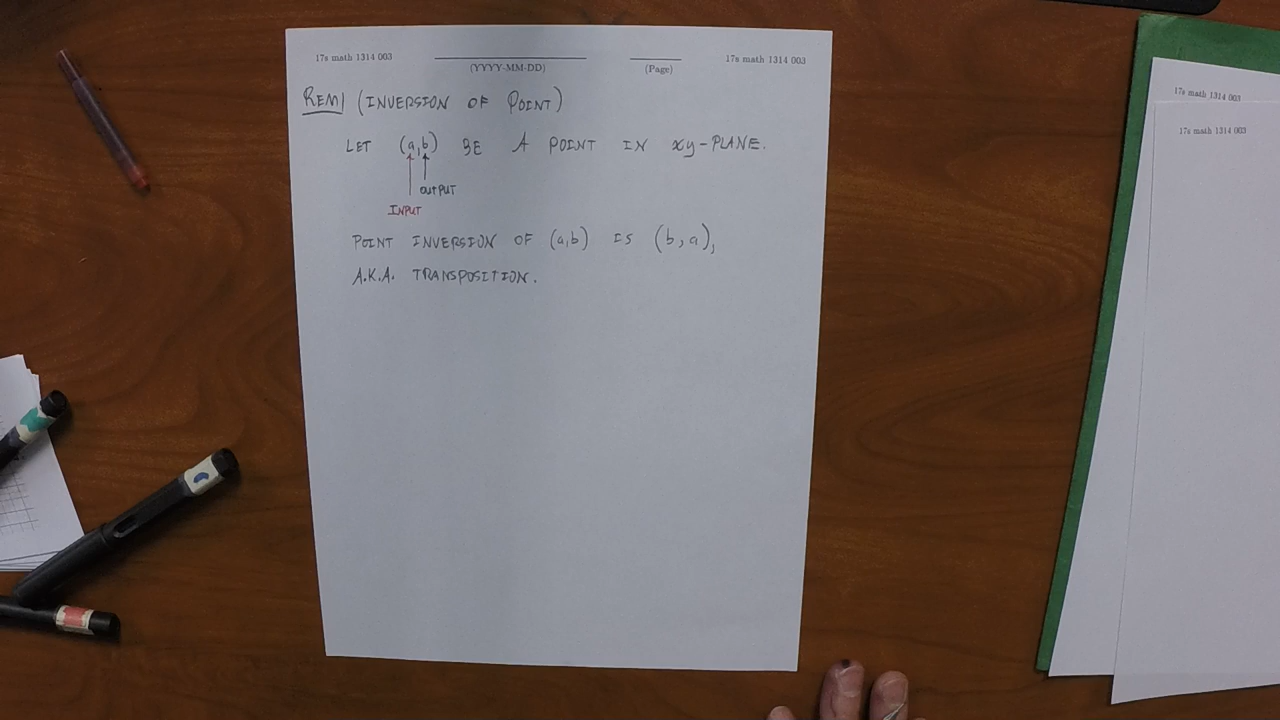 17s math 1314 003
(YYYY-MM-DD)
(Page)
17s math 1314 003
REM (INVERSION OF POINT)
LET (a,b) BE A POINT IN xy-PLANE.
OUTPUT
INPUT
POINT INVERSION OF (a,b) IS (b,a),
A.K.A. TRANSPOSITION.
17s math 1314 003
17s math 1314 003